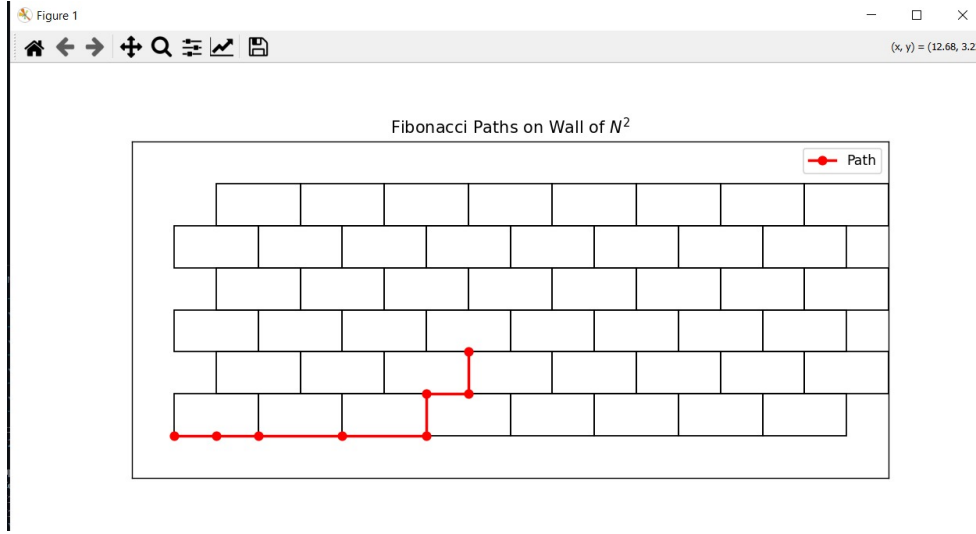 Figure 1
(x, y) = (12.68, 3.2
Fibonacci Paths on Wall of N²
Path